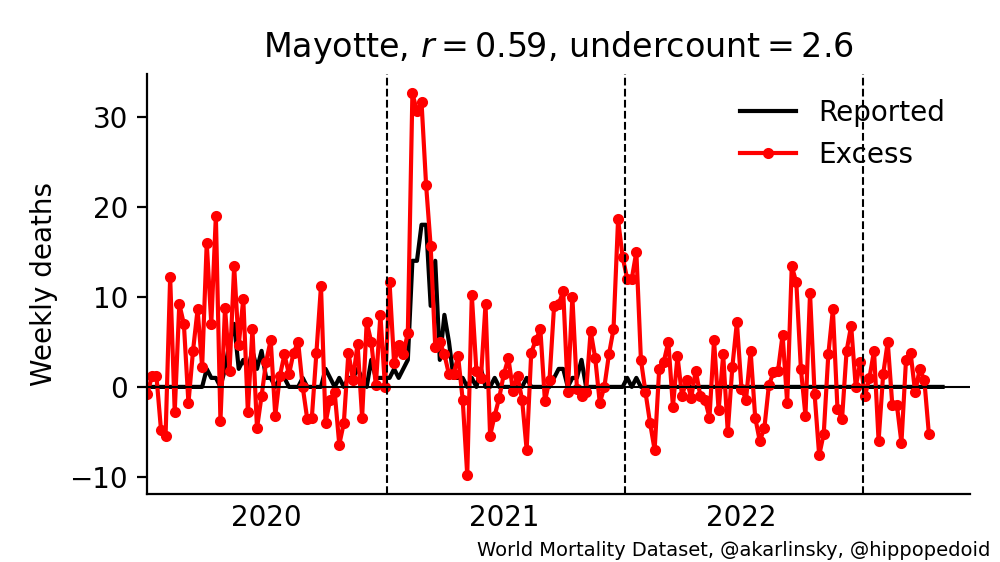 Mayotte, r = 0.59, undercount = 2.6
30
20
10
0
−10
Weekly deaths
Reported
Excess
2020
2021
2022
World Mortality Dataset, @akarlinsky, @hippopedoid